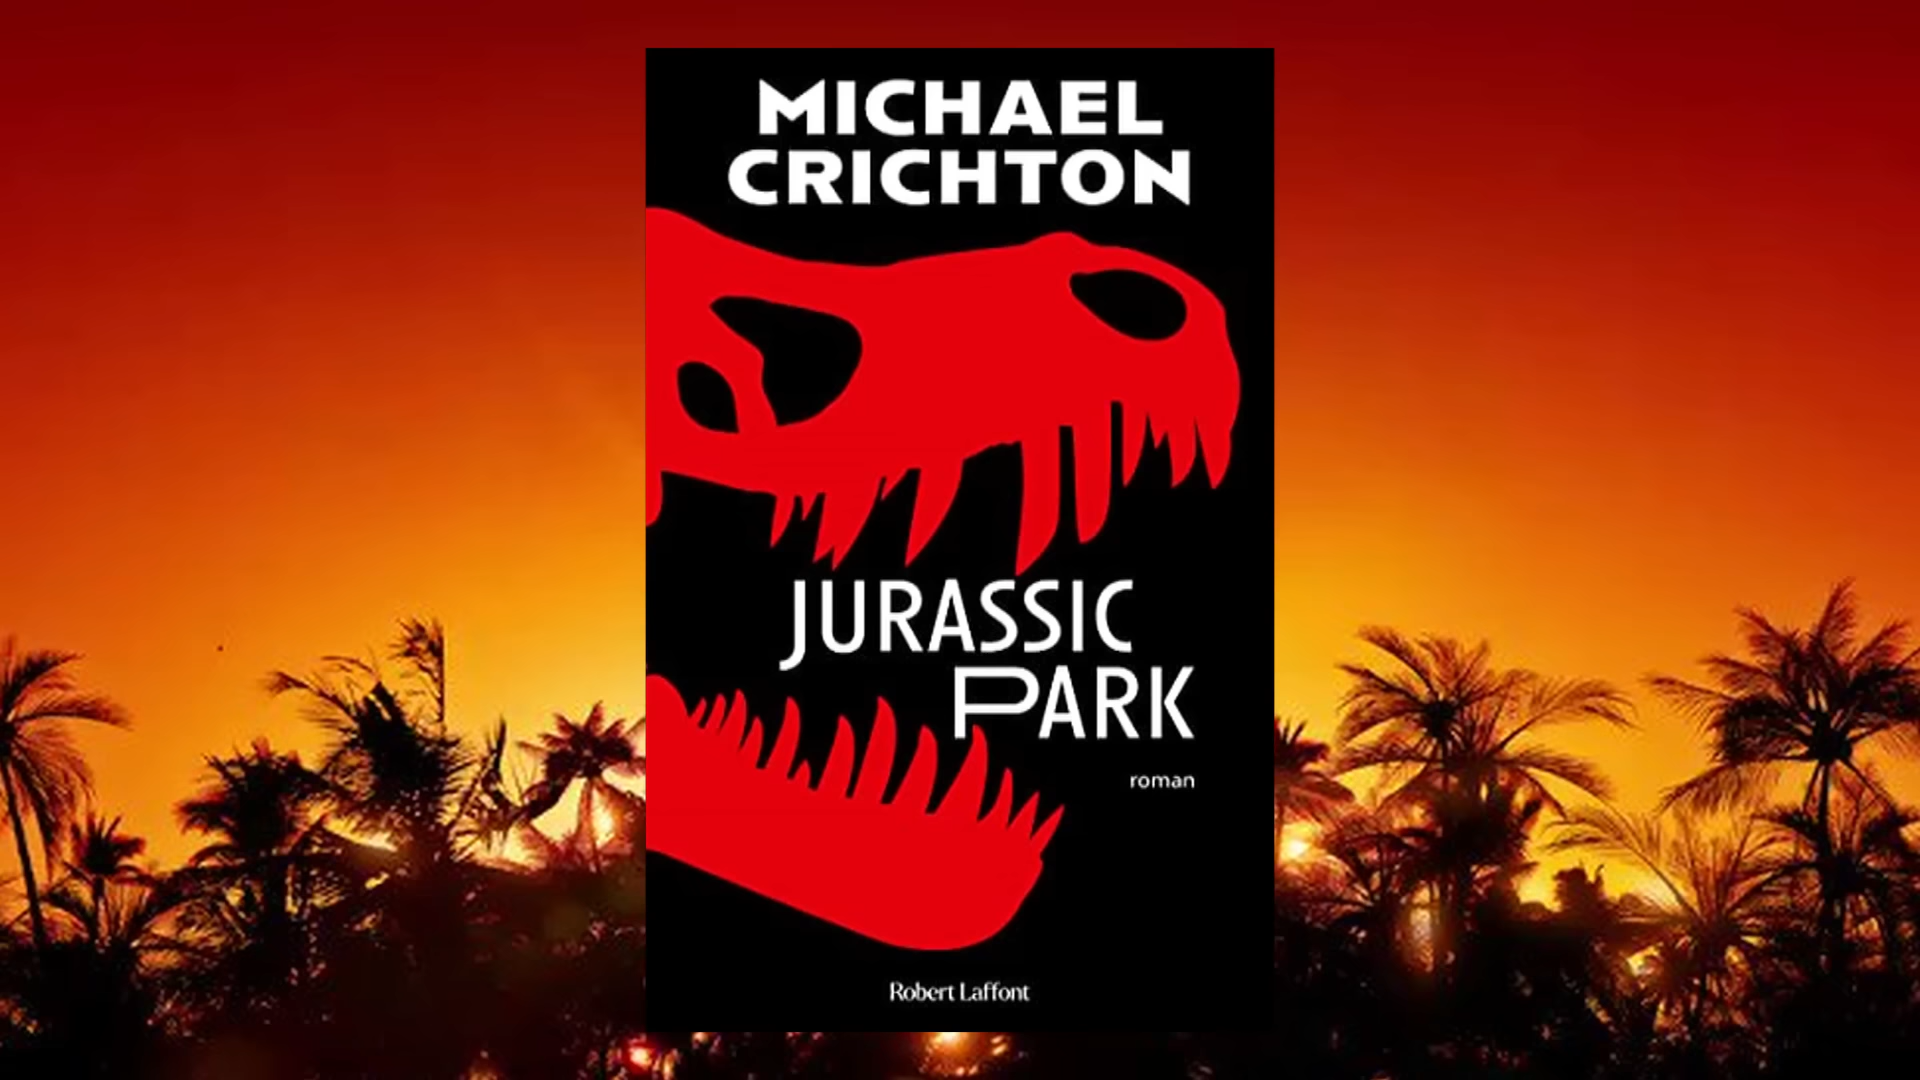 MICHAEL
CRICHTON
JURASSIC
PARK
roman
Robert Laffont